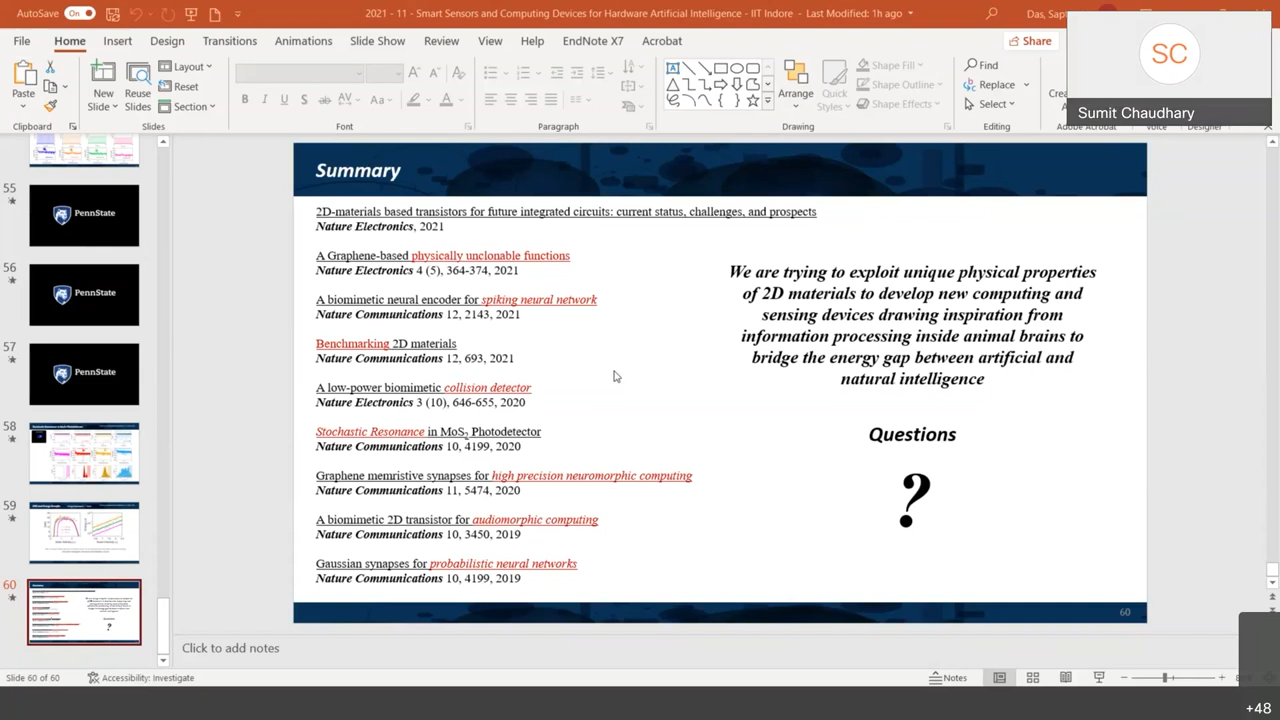 AutoSave On 2021 - 11 - Smart Sensors and Computing Devices for Hardware Artificial Intelligence - IIT Indore - Last Modified: 1h ago Das, Sap
File Home Insert Design Transitions Animations Slide Show Review View Help EndNote X7 Acrobat Share
SC
Sumit Chaudhary
Paste New Slide Reuse Slides Layout Reset Section
B I U S ab AV Aa A
Arrange Quick Styles Shape Fill Shape Outline Shape Effects
Find Replace Select
Clipboard Slides Font Paragraph Drawing Editing Adobe Acrobat Voice Designer
55
PennState
56
PennState
57
PennState
58
59
60
Summary
2D-materials based transistors for future integrated circuits: current status, challenges, and prospects
Nature Electronics, 2021
A Graphene-based physically unclonable functions
Nature Electronics 4 (5), 364-374, 2021
A biomimetic neural encoder for spiking neural network
Nature Communications 12, 2143, 2021
Benchmarking 2D materials
Nature Communications 12, 693, 2021
A low-power biomimetic collision detector
Nature Electronics 3 (10), 646-655, 2020
Stochastic Resonance in MoS2 Photodetector
Nature Communications 10, 4199, 2020
Graphene memristive synapses for high precision neuromorphic computing
Nature Communications 11, 5474, 2020
A biomimetic 2D transistor for audiomorphic computing
Nature Communications 10, 3450, 2019
Gaussian synapses for probabilistic neural networks
Nature Communications 10, 4199, 2019
We are trying to exploit unique physical properties
of 2D materials to develop new computing and
sensing devices drawing inspiration from
information processing inside animal brains to
bridge the energy gap between artificial and
natural intelligence
Questions
?
60
Click to add notes
Slide 60 of 60 Accessibility: Investigate Notes
+48